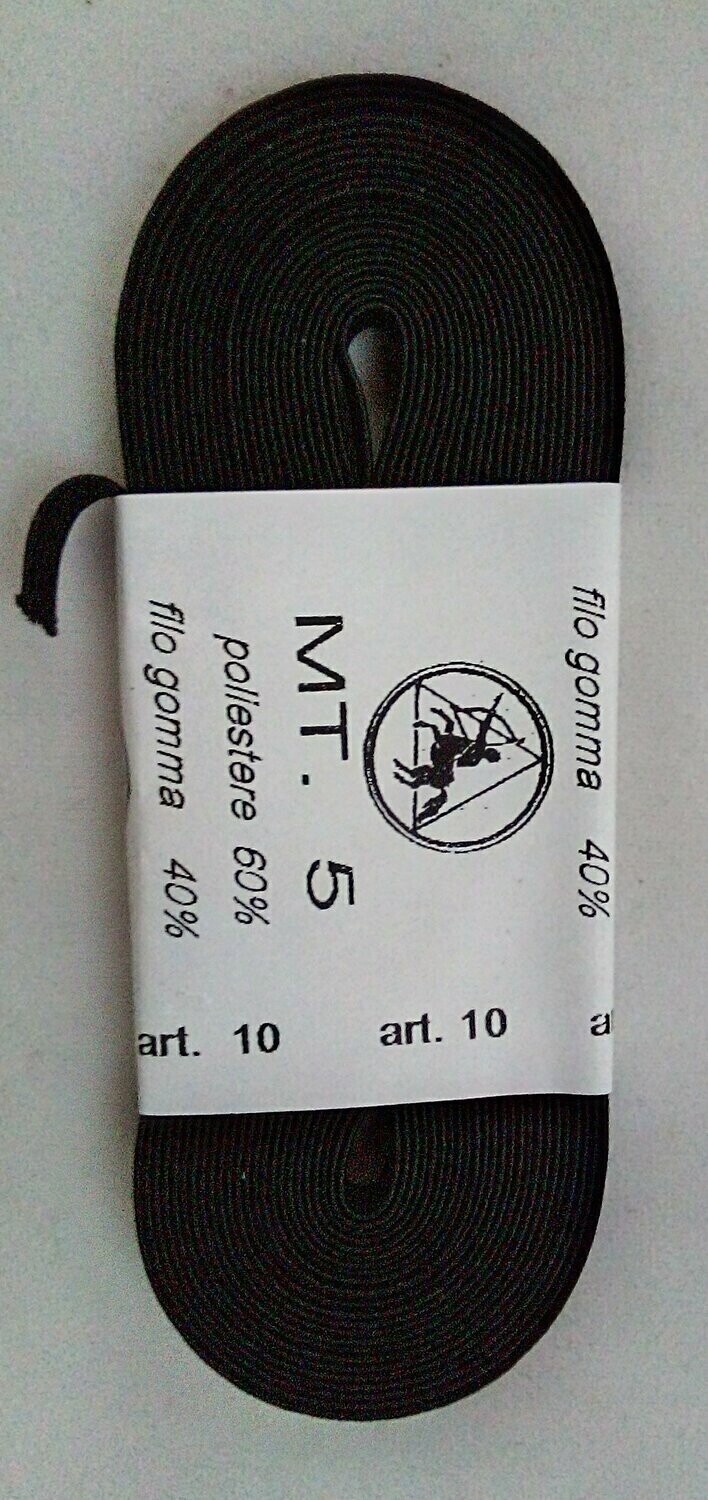 filo gomma 40%
MT. 5
poliestere 60%
filo gomma 40%
art. 10
art. 10
a